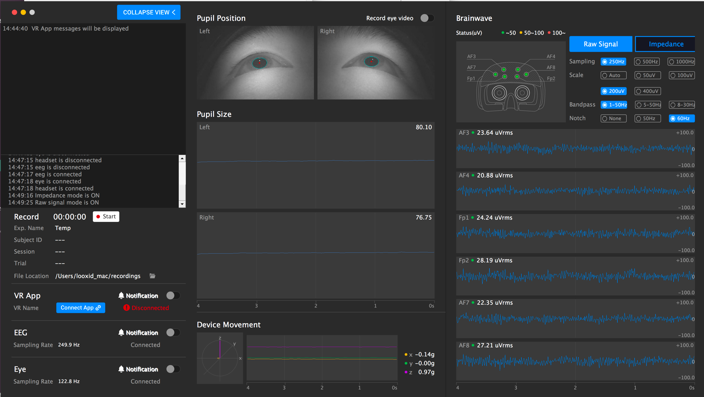 COLLAPSE VIEW
14:44:40 VR App messages will be displayed
14:47:15 headset is disconnected
14:47:15 eeg is disconnected
14:47:17 eeg is connected
14:47:18 eye is connected
14:47:18 headset is connected
14:49:16 Impedance mode is ON
14:49:25 Raw signal mode is ON
Record 00:00:00 Start
Exp. Name Temp
Subject ID ---
Session ---
Trial ---
File Location /Users/looxid_mac/recordings
VR App Notification
VR Name Connect App Disconnected
EEG Notification
Sampling Rate 249.9 Hz Connected
Eye Notification
Sampling Rate 122.8 Hz Connected
Pupil Position Record eye video
Left Right
Pupil Size
Left 80.10
Right 76.75
4 3 2 1 0s
Device Movement
Z
Y
X
x -0.14g
y -0.00g
z 0.97g
4 3 2 1 0s
Brainwave
Status(uV) ~50 50~100 100~
AF3 AF4
AF7 AF8
Fp1 Fp2
Raw Signal Impedance
Sampling 250Hz 500Hz 1000Hz
Scale Auto 50uV 100uV
200uV 400uV
Bandpass 1~50Hz 5~50Hz 8~30Hz
Notch None 50Hz 60Hz
AF3 23.64 uVrms +100.0
0
-100.0
AF4 20.88 uVrms +100.0
0
-100.0
Fp1 24.24 uVrms +100.0
0
-100.0
Fp2 28.19 uVrms +100.0
0
-100.0
AF7 22.35 uVrms +100.0
0
-100.0
AF8 27.21 uVrms +100.0
0
-100.0
4 3 2 1 0s